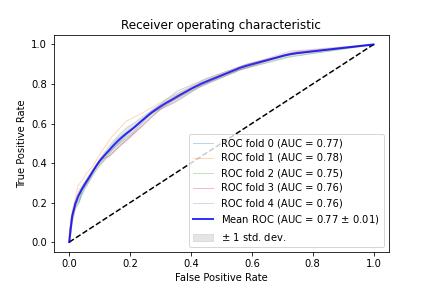 Receiver operating characteristic
True Positive Rate
1.0
0.8
0.6
0.4
0.2
0.0
ROC fold 0 (AUC = 0.77)
ROC fold 1 (AUC = 0.78)
ROC fold 2 (AUC = 0.75)
ROC fold 3 (AUC = 0.76)
ROC fold 4 (AUC = 0.76)
Mean ROC (AUC = 0.77 ± 0.01)
± 1 std. dev.
0.0 0.2 0.4 0.6 0.8 1.0
False Positive Rate